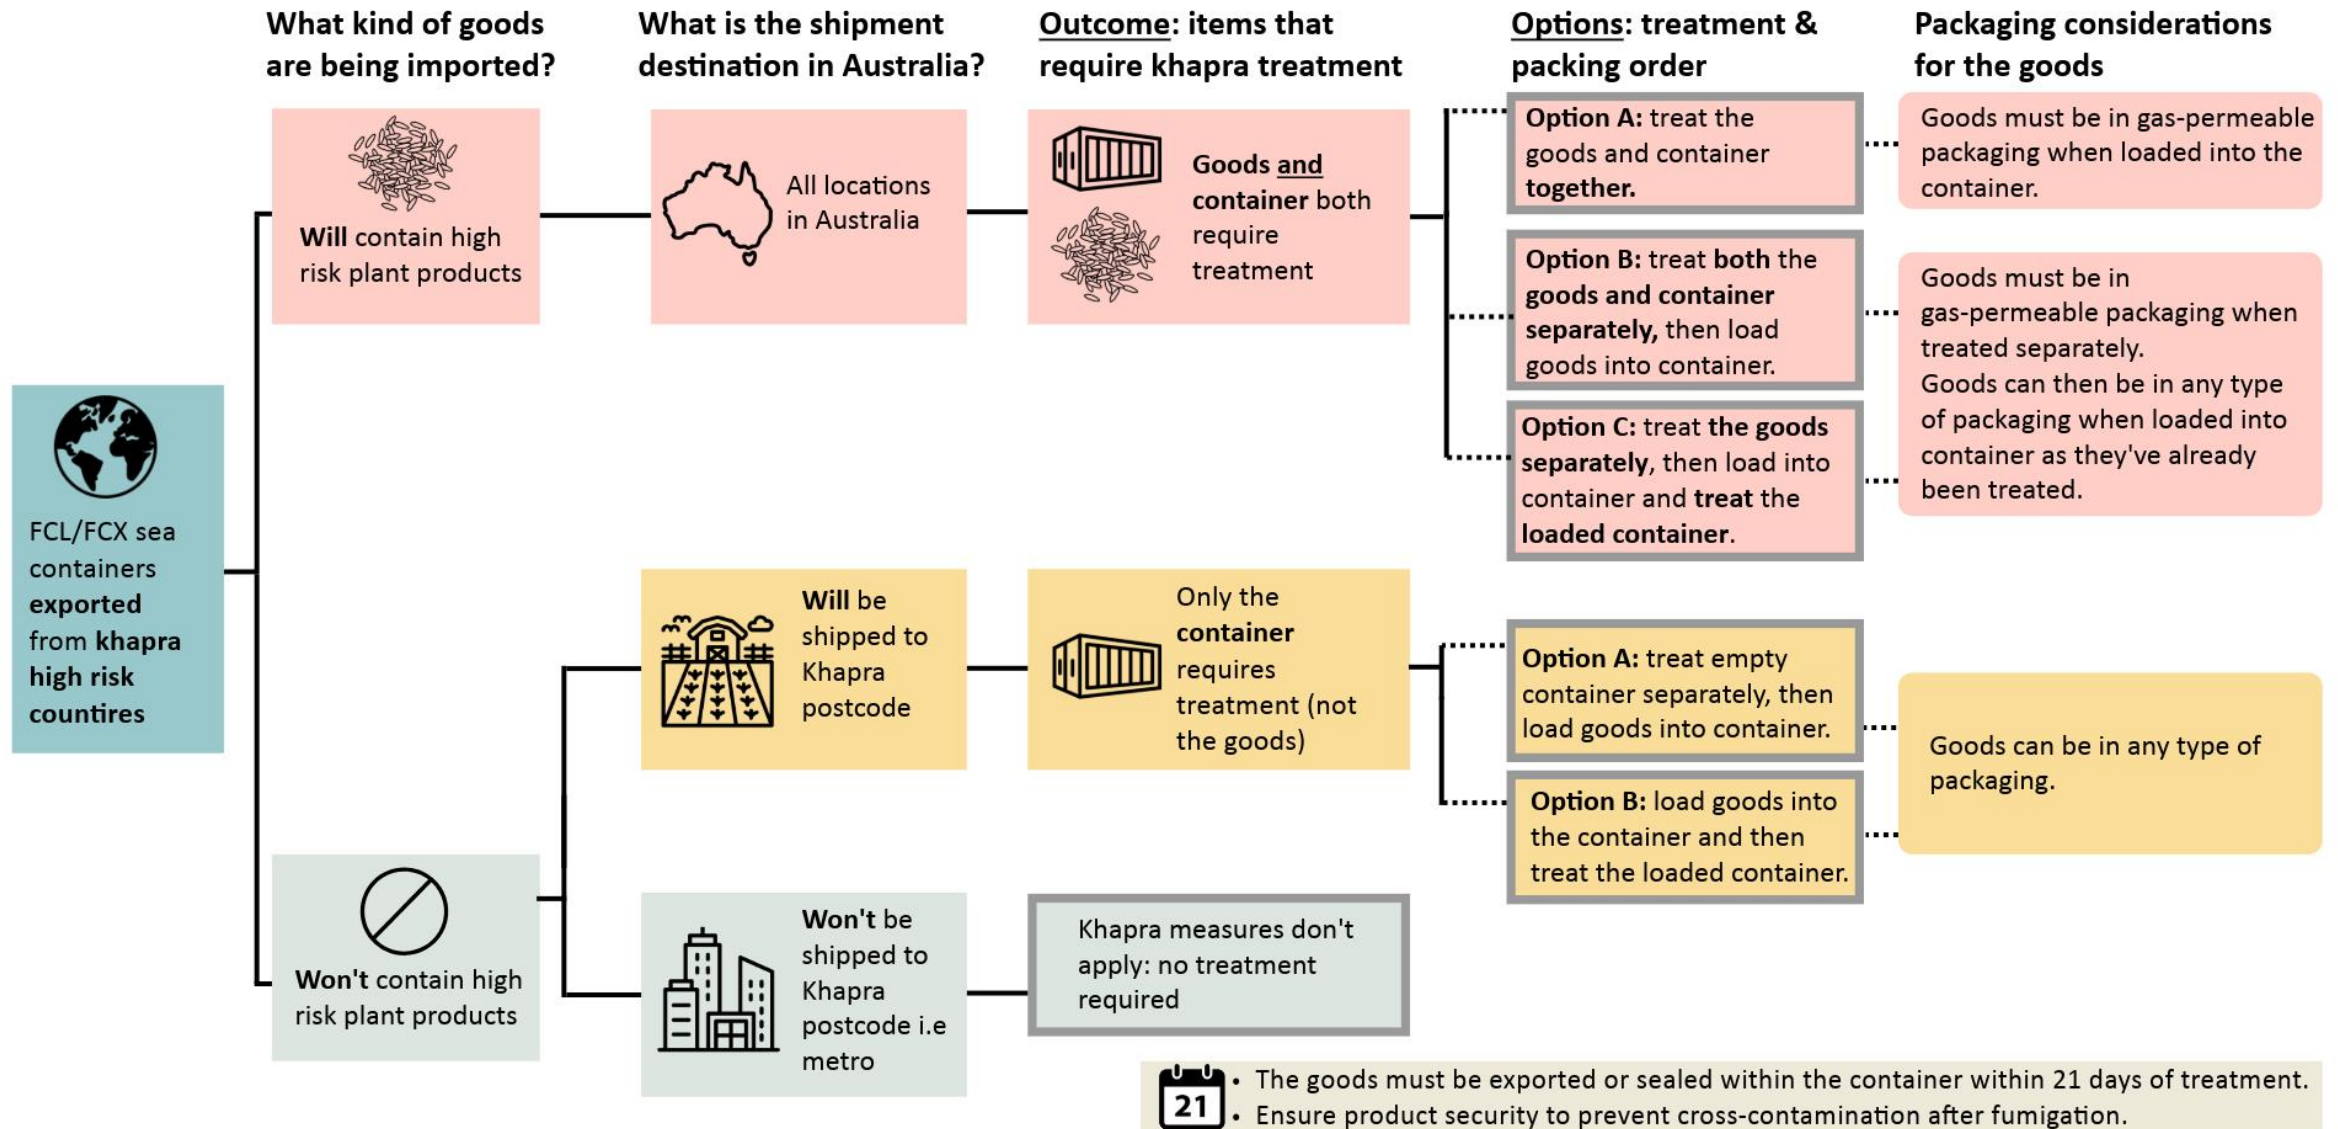 What kind of goods
are being imported?
What is the shipment
destination in Australia?
Outcome: items that
require khapra treatment
Options: treatment &
packing order
Packaging considerations
for the goods
FCL/FCX sea
containers
exported
from khapra
high risk
countires
Will contain high
risk plant products
All locations
in Australia
Goods and
container both
require
treatment
Option A: treat the
goods and container
together.
Goods must be in gas-permeable
packaging when loaded into the
container.
Option B: treat both the
goods and container
separately, then load
goods into container.
Option C: treat the goods
separately, then load into
container and treat the
loaded container.
Goods must be in
gas-permeable packaging when
treated separately.
Goods can then be in any type
of packaging when loaded into
container as they've already
been treated.
Won't contain high
risk plant products
Will be
shipped to
Khapra
postcode
Only the
container
requires
treatment (not
the goods)
Option A: treat empty
container separately, then
load goods into container.
Option B: load goods into
the container and then
treat the loaded container.
Goods can be in any type of
packaging.
Won't be
shipped to
Khapra
postcode i.e
metro
Khapra measures don't
apply: no treatment
required
21
• The goods must be exported or sealed within the container within 21 days of treatment.
• Ensure product security to prevent cross-contamination after fumigation.